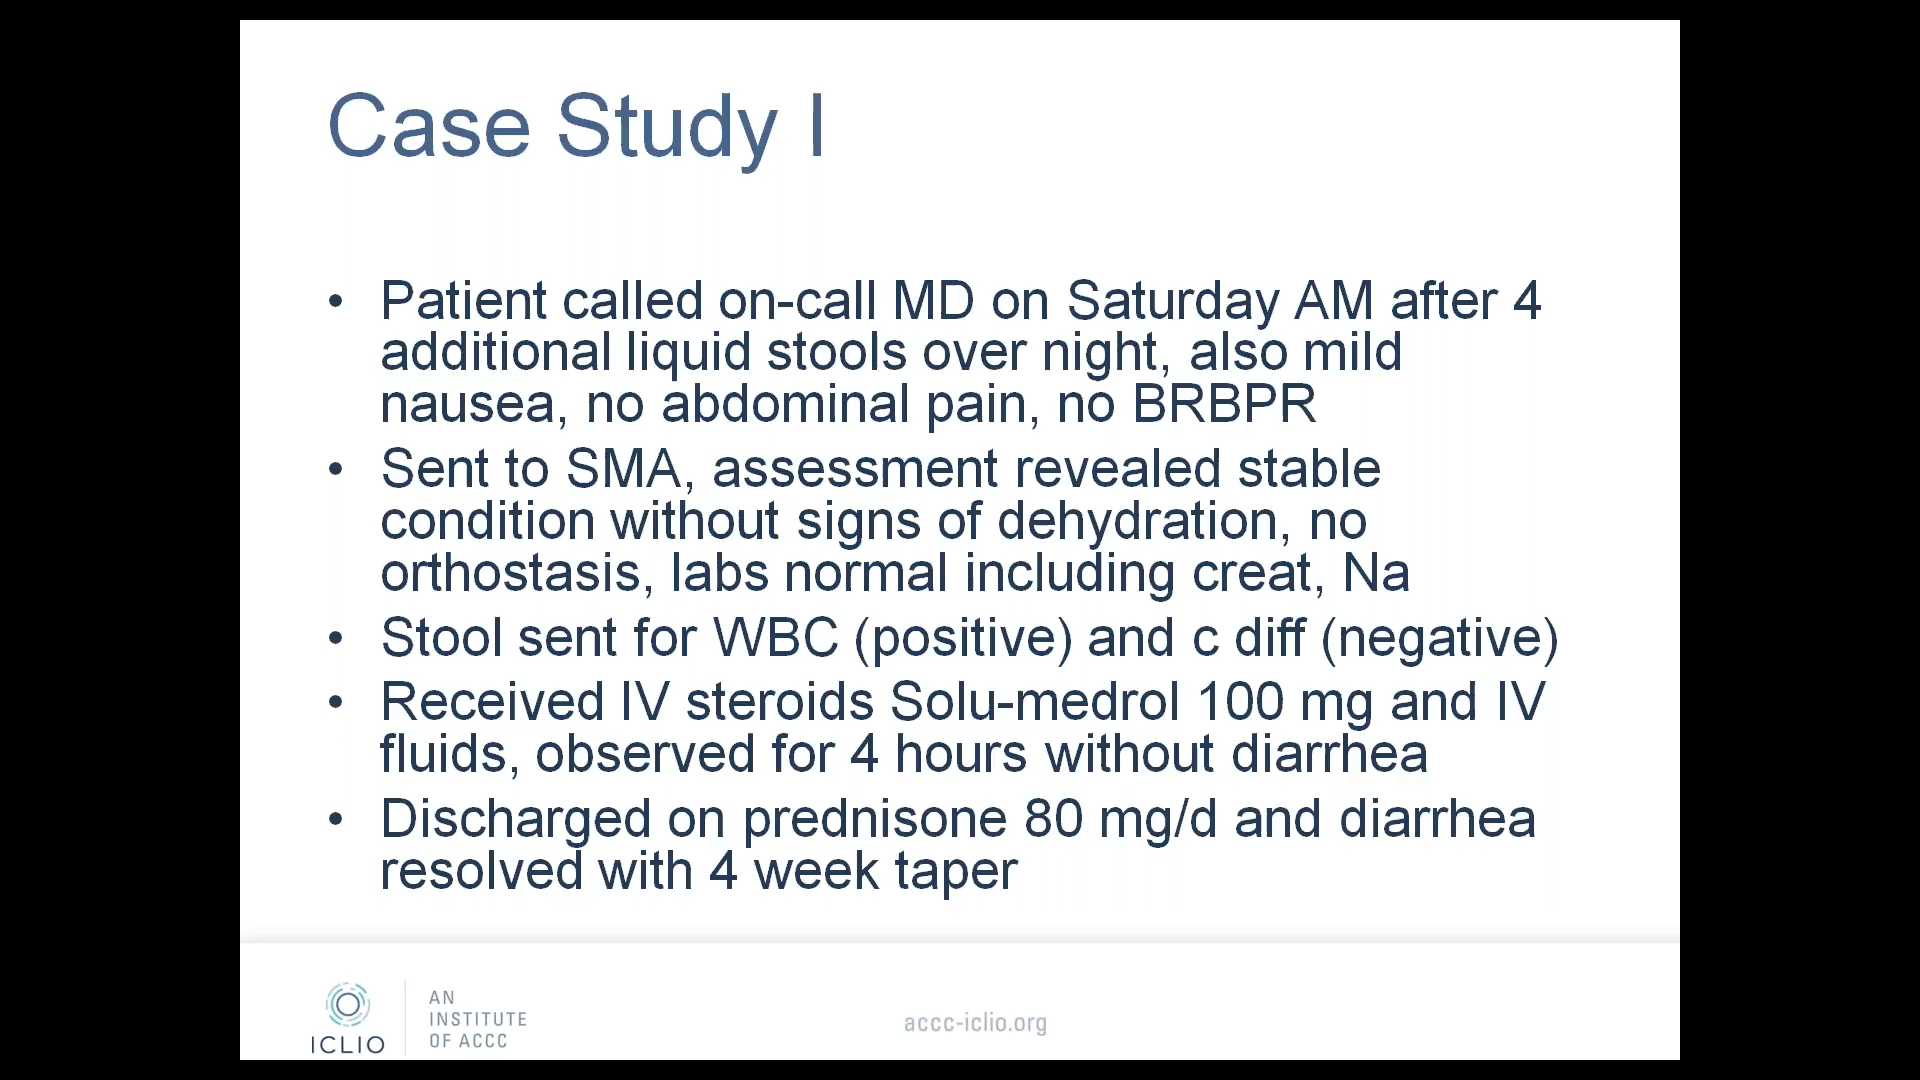 Case Study I
• Patient called on-call MD on Saturday AM after 4
additional liquid stools over night, also mild
nausea, no abdominal pain, no BRBPR
• Sent to SMA, assessment revealed stable
condition without signs of dehydration, no
orthostasis, labs normal including creat, Na
• Stool sent for WBC (positive) and c diff (negative)
• Received IV steroids Solu-medrol 100 mg and IV
fluids, observed for 4 hours without diarrhea
• Discharged on prednisone 80 mg/d and diarrhea
resolved with 4 week taper
ICLIO
AN
INSTITUTE
OF ACCC
accc-iclio.org